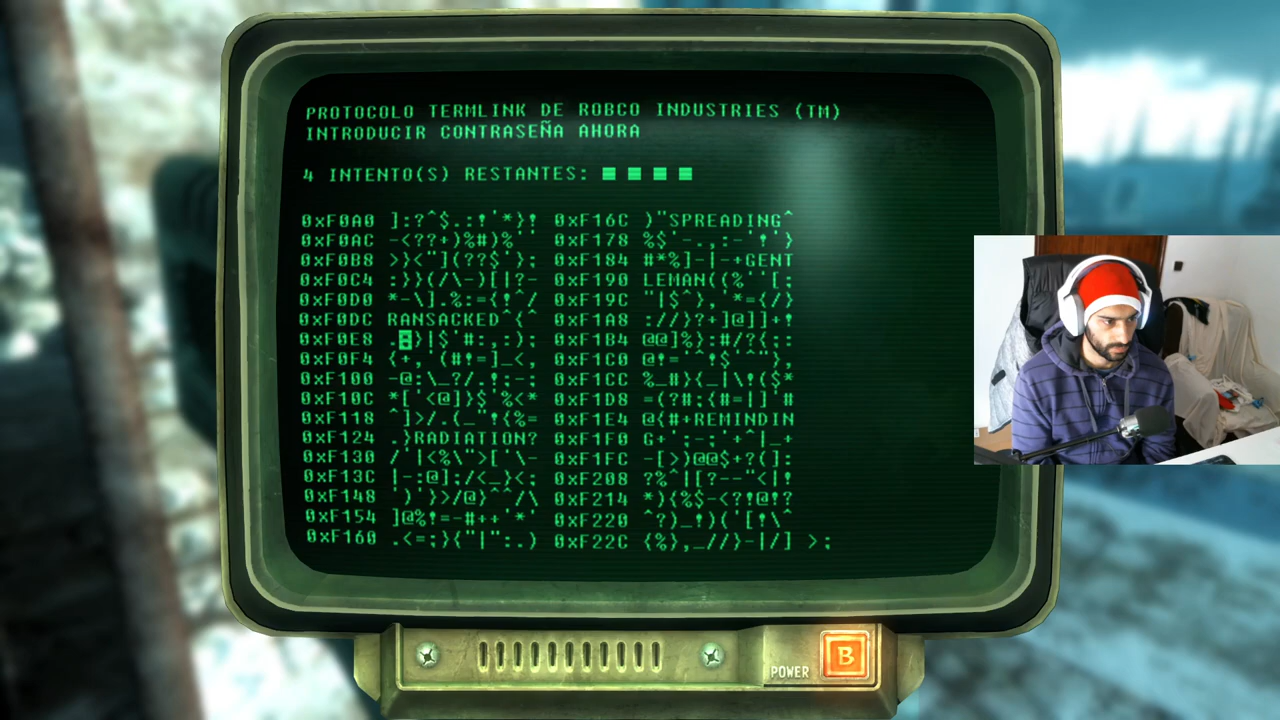 PROTOCOLO TERMLINK DE ROBCO INDUSTRIES (TM)
INTRODUCIR CONTRASEÑA AHORA
4 INTENTO(S) RESTANTES: ■ ■ ■ ■
0xF0A0 ]:?^$.:!'*}! 0xF16C )"SPREADING^
0xF0AC -<??+)%#)%'' 0xF178 %$'-.,:-'!'}
0xF0B8 >}<"](??$'}: 0xF184 #*%]-|-+GENT
0xF0C4 :}}(/\-)[|?- 0xF190 LEMAN((%''[;
0xF0D0 *-\].%:={!^/ 0xF19C "|$^},'*={/}
0xF0DC RANSACKED^{^ 0xF1A8 ://}?+]@]]+!
0xF0E8 0xF1B4 @@]%}:#/?{;:
0xF0F4 {+,'(#!=]_<, 0xF1C0 @!='^!$'^"},
0xF100 -@:\_?/.!:-; 0xF1CC %_#}{_|\!($*
0xF10C *['<@]}$'%<* 0xF1D8 =(?#;{#=|]'#
0xF118 ^]>/.(_"!{%= 0xF1E4 @{#+REMINDIN
0xF124 .}RADIATION? 0xF1F0 G+';-;'+^|_+
0xF130 /'|<%\">['\- 0xF1FC -[>)@@$+?(]:
0xF13C |-:@];/<_}<; 0xF208 ?%^|[?--"<|!
0xF148 ')'}>/@}^^/\ 0xF214 *){%$-<?!@!?
0xF154 ]@%!=-#++'*' 0xF220 ^?)_!)('[!\^
0xF160 .<=;}{"|":.) 0xF22C {%},_//}-|/] >;
POWER
B